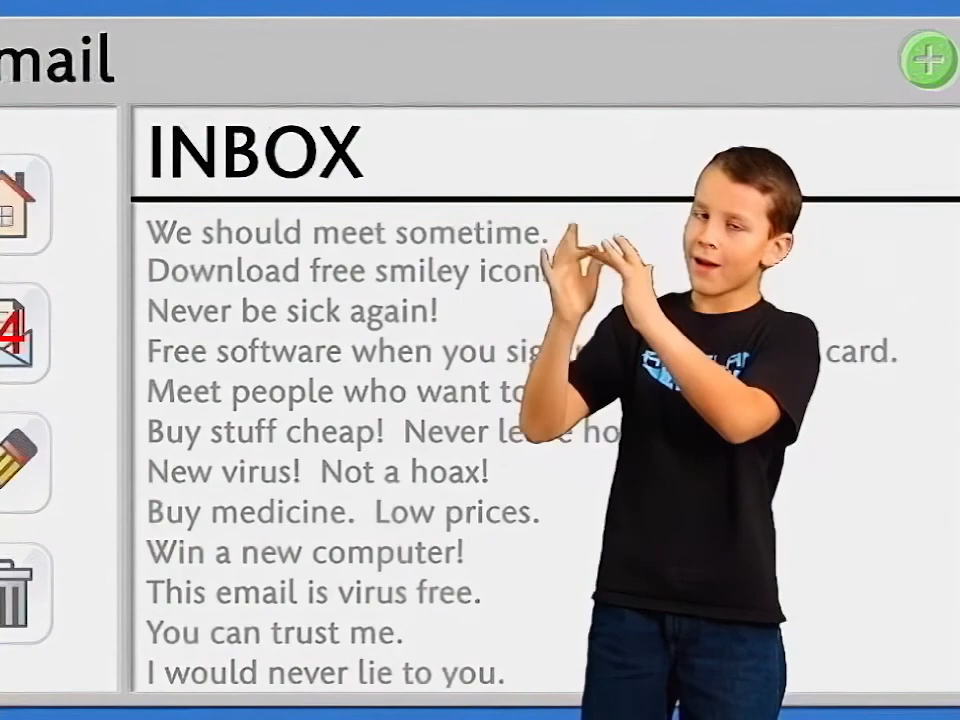 mail
INBOX
We should meet sometime.
Download free smiley icon
Never be sick again!
Free software when you card.
Meet people who want to
Buy stuff cheap! Never
New virus! Not a hoax!
Buy medicine. Low prices.
Win a new computer!
This email is virus free.
You can trust me.
I would never lie to you.
4